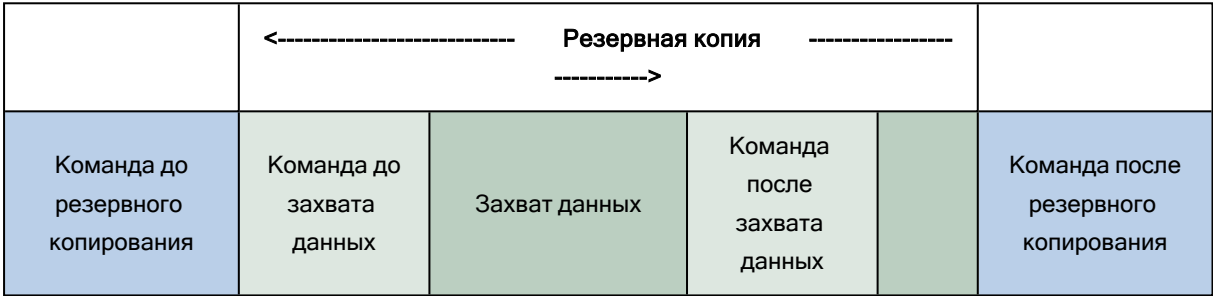 <---------------------------- Резервная копия -----------------
----------->
Команда до
резервного
копирования
Команда до
захвата
данных
Захват данных
Команда
после
захвата
данных
Команда после
резервного
копирования